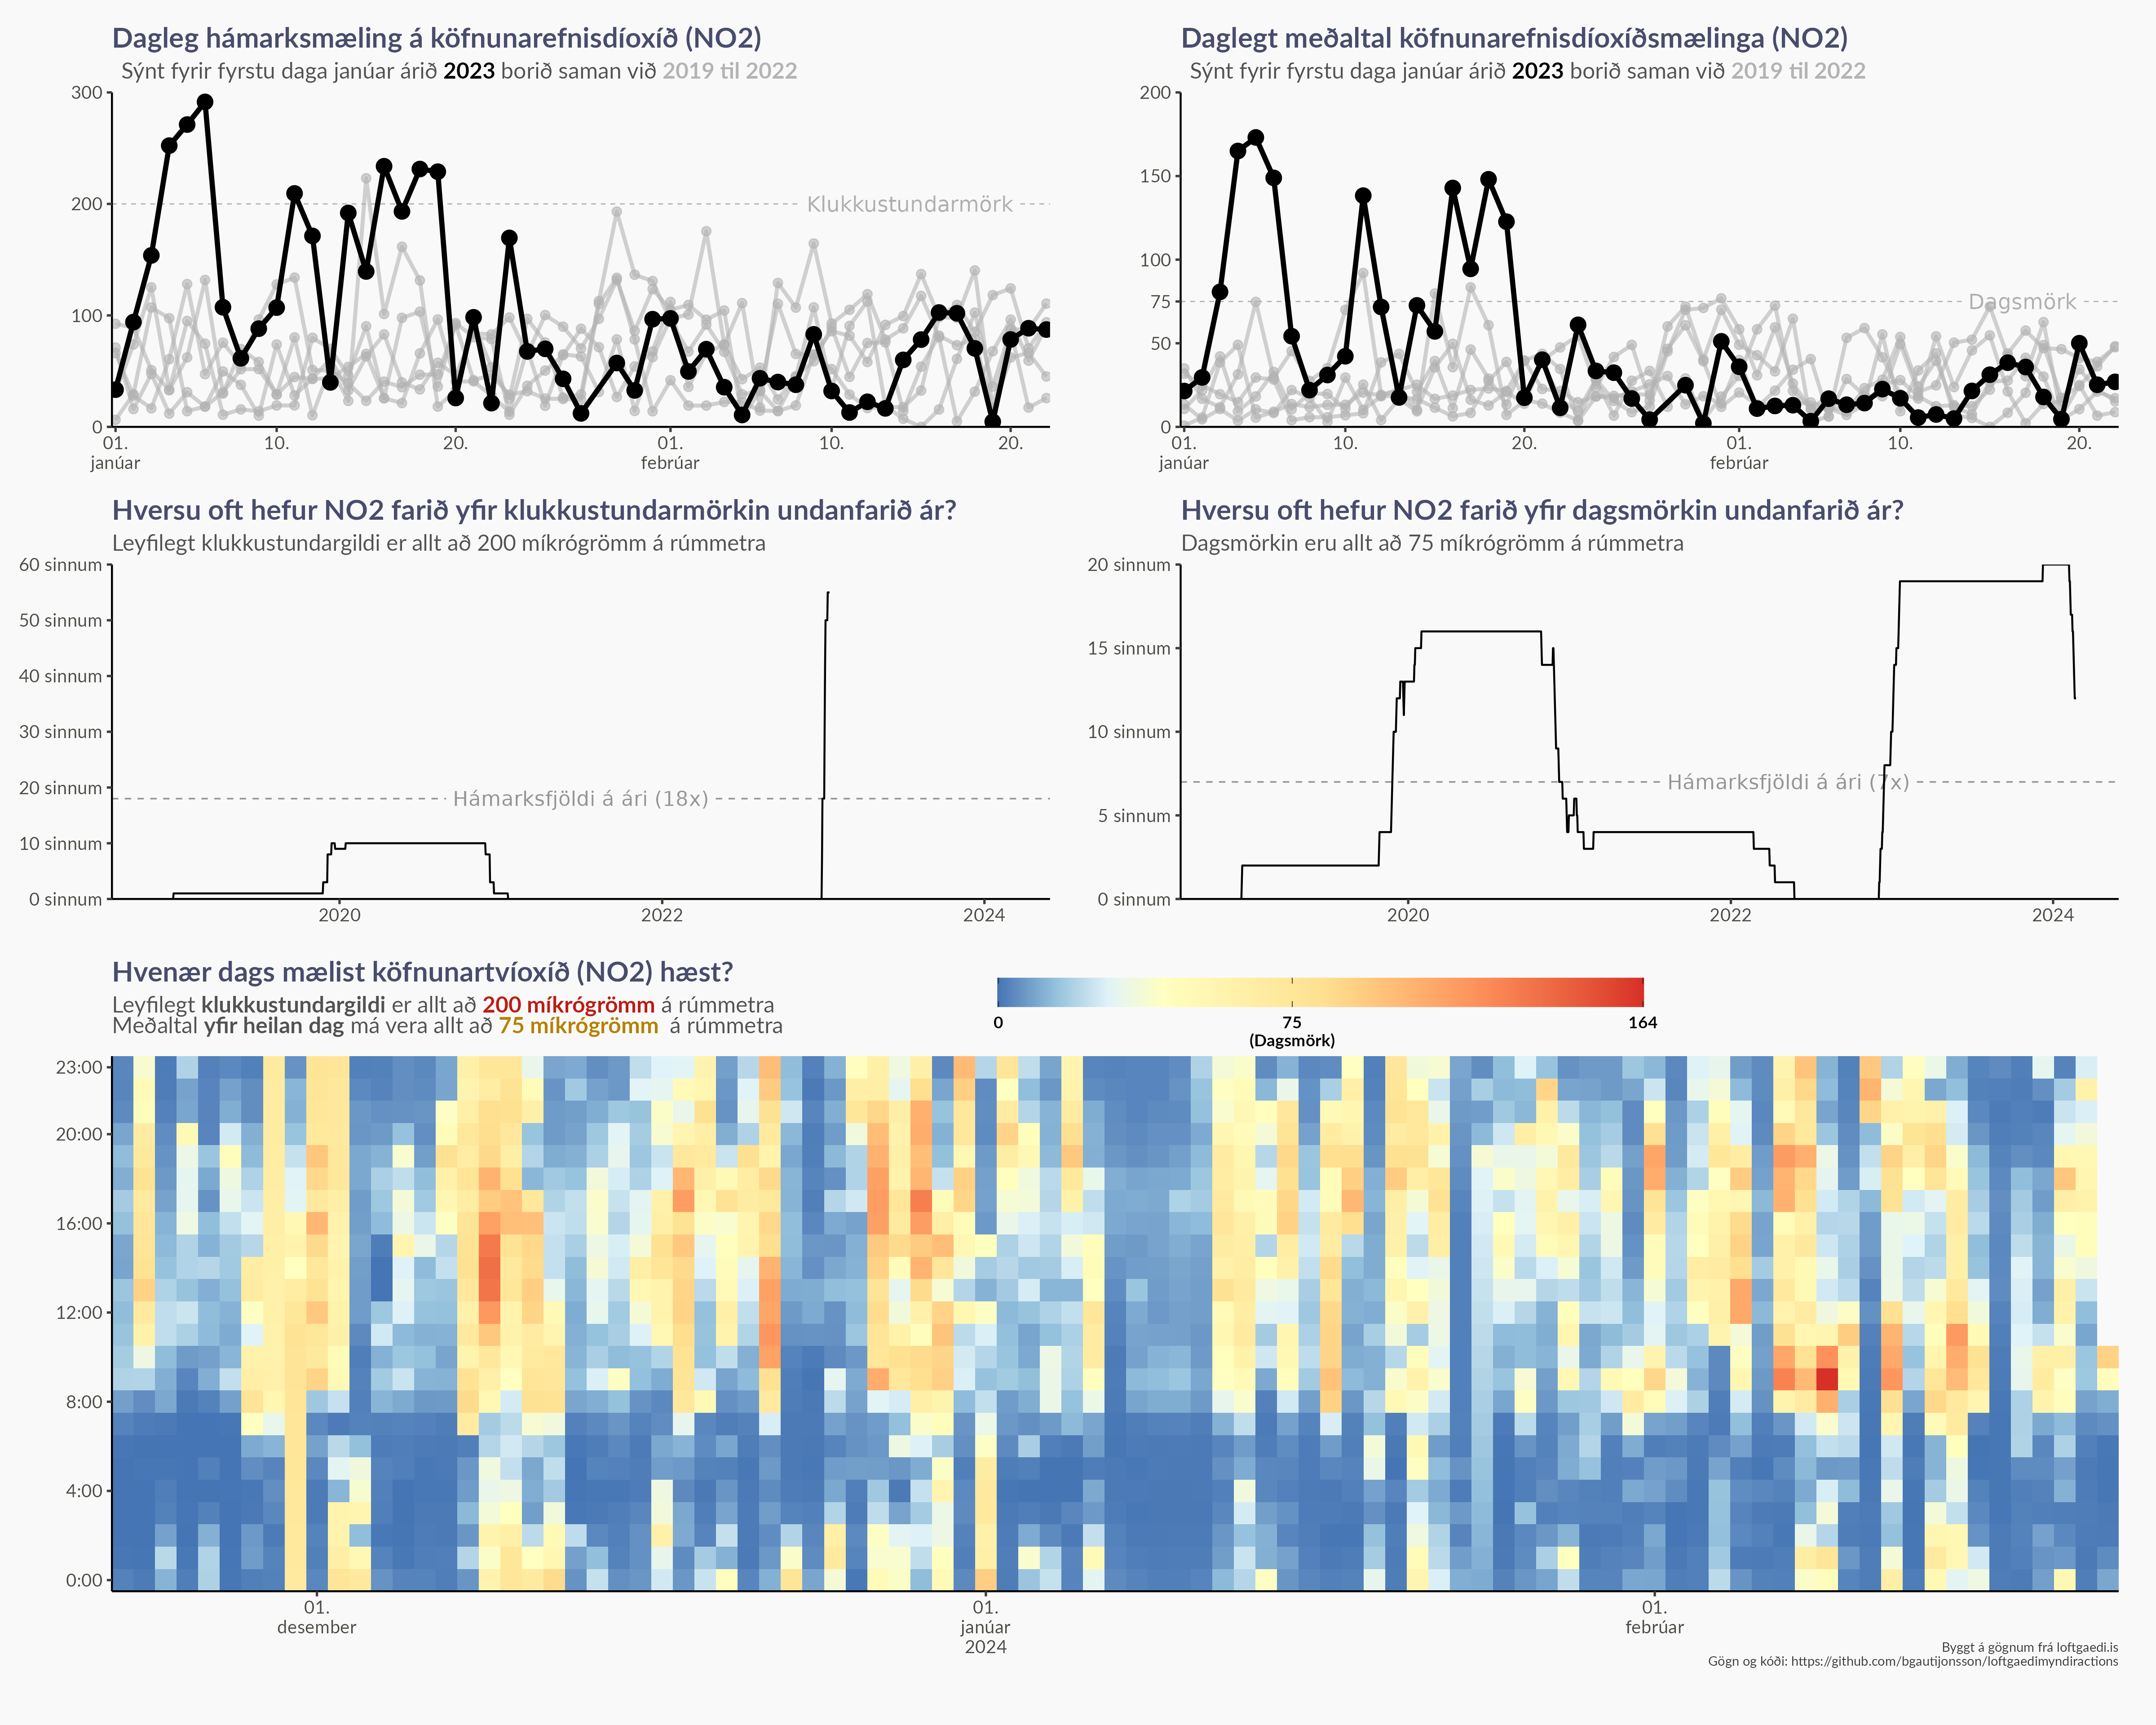 Dagleg hámarksmæling á köfnunarefnisdíoxíð (NO2)
Sýnt fyrir fyrstu daga janúar árið 2023 borið saman við 2019 til 2022
300
200
100
0
Klukkustundarmörk
01. 10. 20. 01. 10. 20.
janúar febrúar
Daglegt meðaltal köfnunarefnisdíoxíðsmælinga (NO2)
Sýnt fyrir fyrstu daga janúar árið 2023 borið saman við 2019 til 2022
200
150
100
75
50
0
Dagsmörk
01. 10. 20. 01. 10. 20.
janúar febrúar
Hversu oft hefur NO2 farið yfir klukkustundarmörkin undanfarið ár?
Leyfilegt klukkustundargildi er allt að 200 míkrógrömm á rúmmetra
60 sinnum
50 sinnum
40 sinnum
30 sinnum
20 sinnum
10 sinnum
0 sinnum
Hámarksfjöldi á ári (18x)
2020 2022 2024
Hversu oft hefur NO2 farið yfir dagsmörkin undanfarið ár?
Dagsmörkin eru allt að 75 míkrógrömm á rúmmetra
20 sinnum
15 sinnum
10 sinnum
5 sinnum
0 sinnum
Hámarksfjöldi á ári (7x)
2020 2022 2024
Hvenær dags mælist köfnunartvíoxíð (NO2) hæst?
Leyfilegt klukkustundargildi er allt að 200 míkrógrömm á rúmmetra
Meðaltal yfir heilan dag má vera allt að 75 míkrógrömm á rúmmetra
0 75 164
(Dagsmörk)
23:00
20:00
16:00
12:00
8:00
4:00
0:00
01. 01. 01.
desember janúar febrúar
2024
Byggt á gögnum frá loftgaedi.is
Gögn og kóði: https://github.com/bgautijonsson/loftgaedimyndiractions